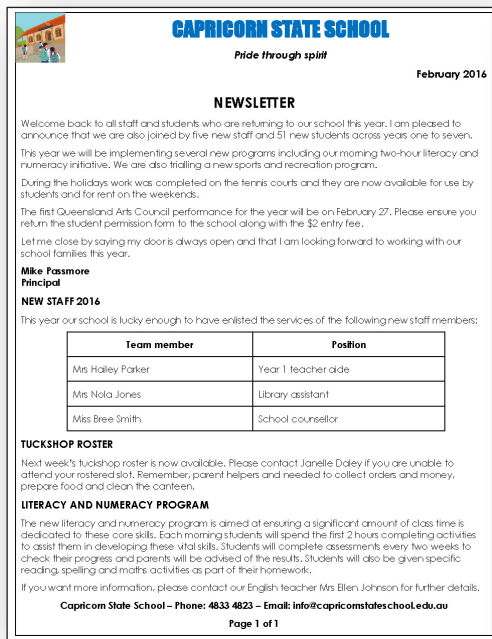 CAPRICORN STATE SCHOOL
Pride through spirit
February 2016
NEWSLETTER
Welcome back to all staff and students who are returning to our school this year. I am pleased to
announce that we are also joined by five new staff and 51 new students across years one to seven.
This year we will be implementing several new programs including our morning two-hour literacy and
numeracy initiative. We are also trialling a new sports and recreation program.
During the holidays work was completed on the tennis courts and they are now available for use by
students and for rent on the weekends.
The first Queensland Arts Council performance for the year will be on February 27. Please ensure you
return the student permission form to the school along with the $2 entry fee.
Let me close by saying my door is always open and that I am looking forward to working with our
school families this year.
Mike Passmore
Principal
NEW STAFF 2016
This year our school is lucky enough to have enlisted the services of the following new staff members:
Team member Position
Mrs Hailey Parker Year 1 teacher aide
Mrs Nola Jones Library assistant
Miss Bree Smith School counsellor
TUCKSHOP ROSTER
Next week's tuckshop roster is now available. Please contact Janelle Daley if you are unable to
attend your rostered slot. Remember, parent helpers and needed to collect orders and money,
prepare food and clean the canteen.
LITERACY AND NUMERACY PROGRAM
The new literacy and numeracy program is aimed at ensuring a significant amount of class time is
dedicated to these core skills. Each morning students will spend the first 2 hours completing activities
to assist them in developing these vital skills. Students will complete assessments every two weeks to
check their progress and parents will be advised of the results. Students will also be given specific
reading, spelling and maths activities as part of their homework.
If you want more information, please contact our English teacher Mrs Ellen Johnson for further details.
Capricorn State School – Phone: 4833 4823 – Email: info@capricornstateschool.edu.au
Page 1 of 1